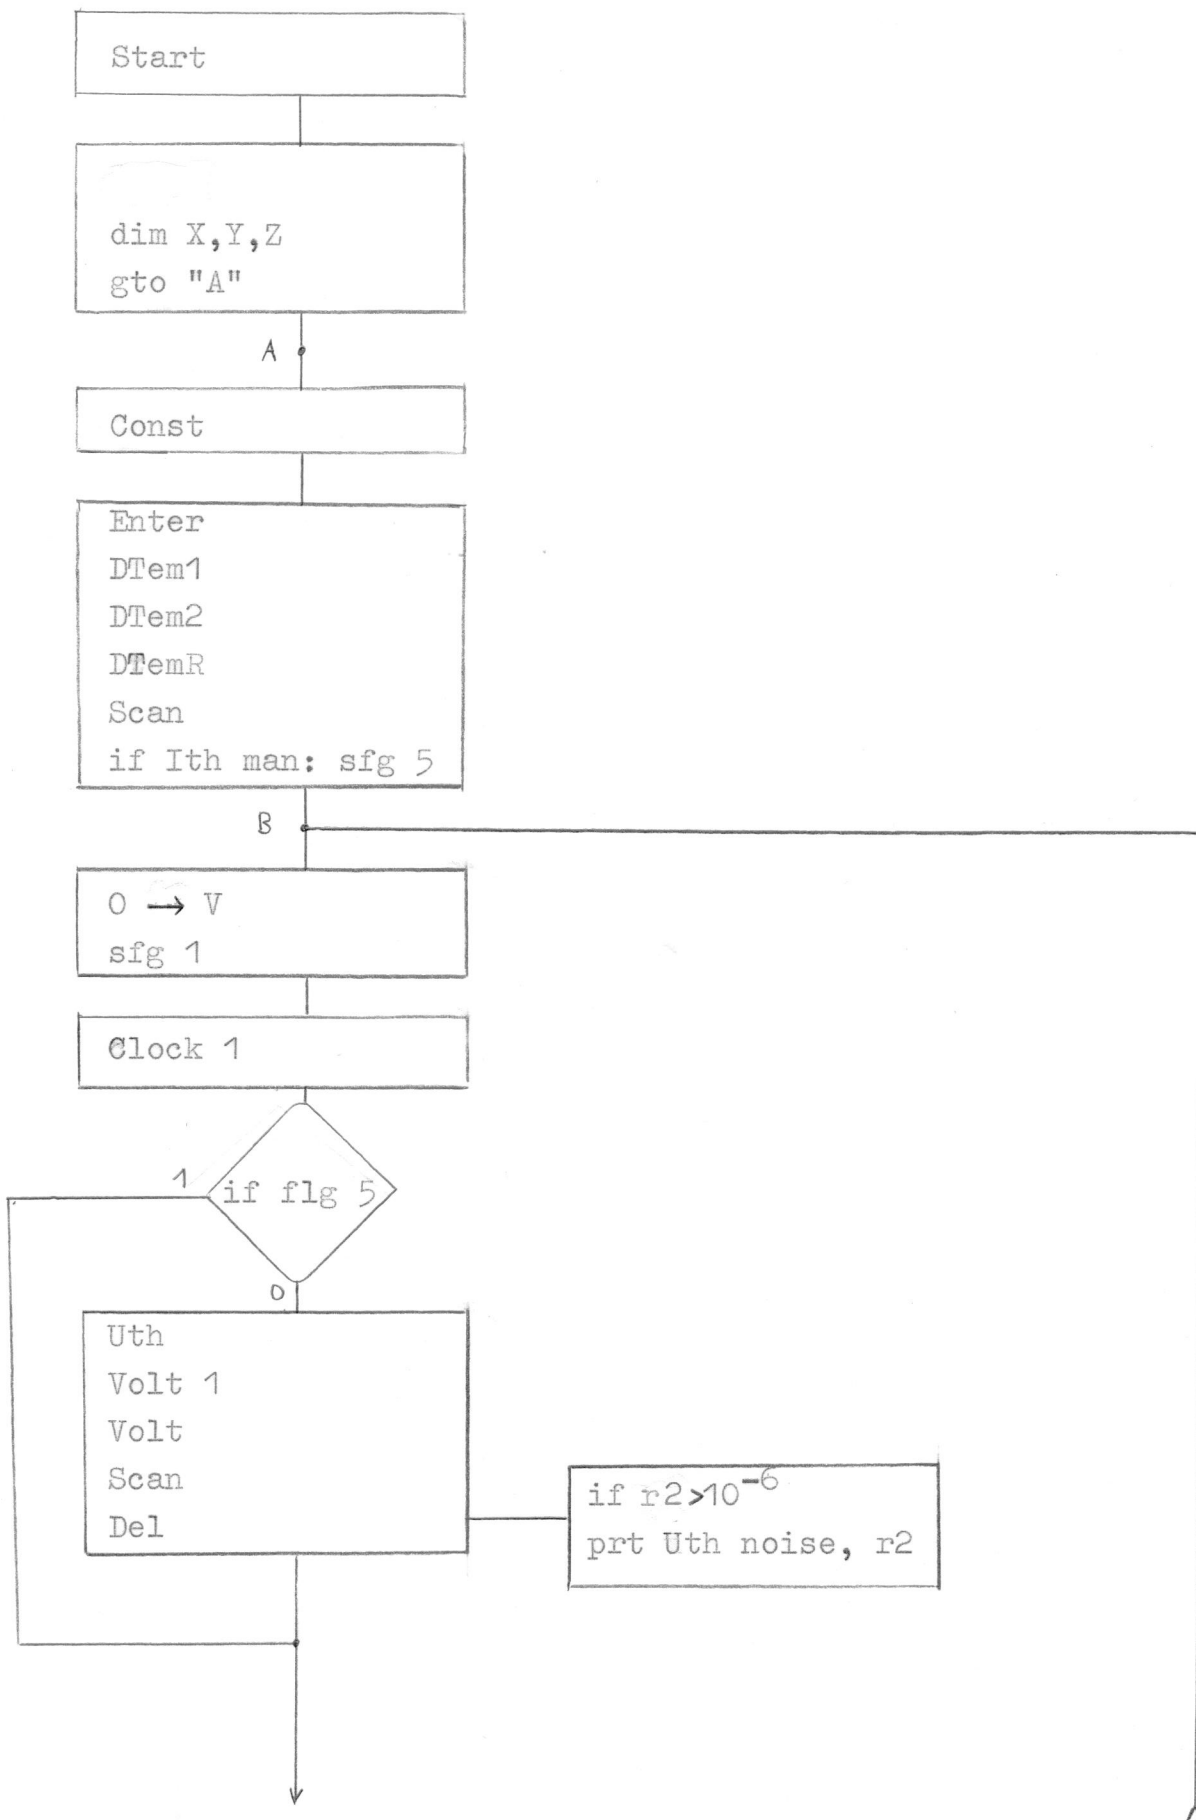 Start
dim X,Y,Z
gto "A"
A
Const
Enter
DTem1
DTem2
DTemR
Scan
if Ith man: sfg 5
B
O → V
sfg 1
Clock 1
1
if flg 5
0
Uth
Volt 1
Volt
Scan
Del
if r2>10⁻⁶
prt Uth noise, r2